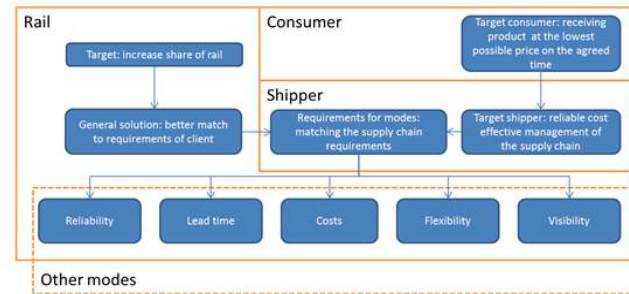 Rail
Consumer
Target consumer: receiving
product at the lowest
possible price on the agreed
time
Target: increase share of rail
Shipper
General solution: better match
to requirements of client
Requirements for modes:
matching the supply chain
requirements
Target shipper: reliable cost
effective management of
the supply chain
Reliability
Lead time
Costs
Flexibility
Visibility
Other modes